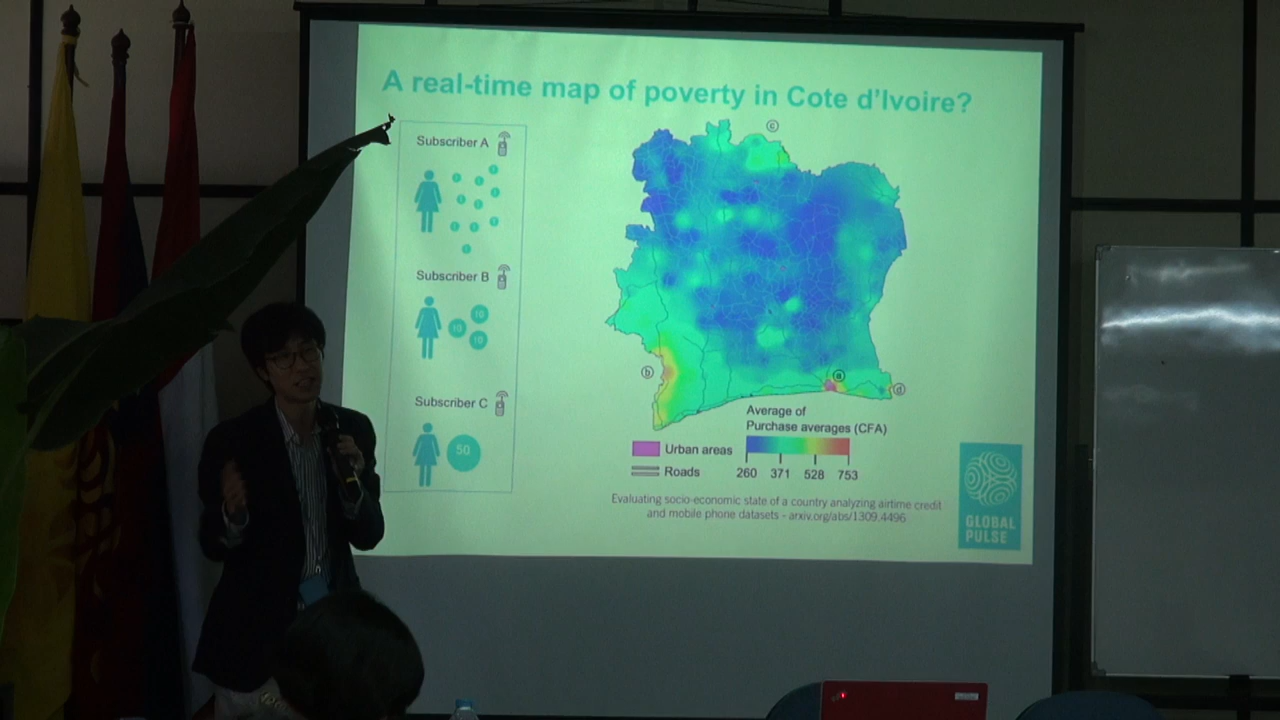 A real-time map of poverty in Cote d'Ivoire?
Subscriber A
Subscriber B
10
10
10
Subscriber C
50
c
b
a
d
Average of
Purchase averages (CFA)
Urban areas
Roads
260 371 528 753
Evaluating socio-economic state of a country analyzing airtime credit
and mobile phone datasets - arxiv.org/abs/1309.4496
GLOBAL
PULSE